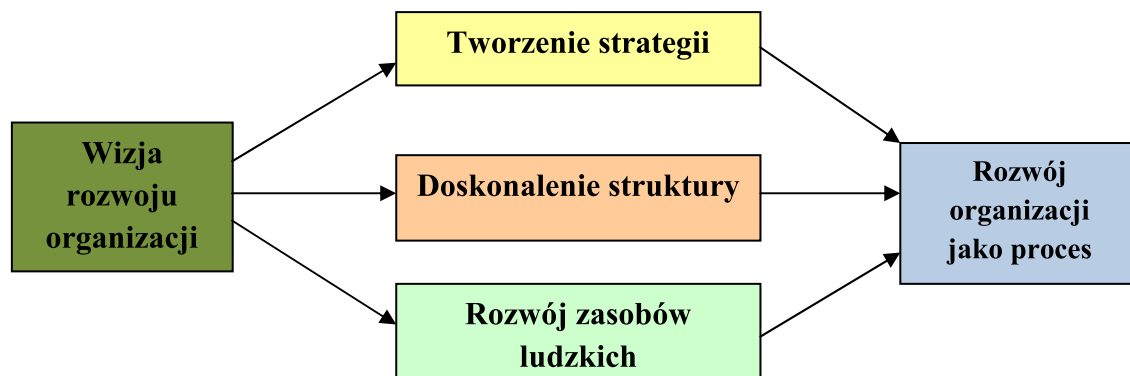 Wizja
rozwoju
organizacji
Tworzenie strategii
Doskonalenie struktury
Rozwój zasobów
ludzkich
Rozwój
organizacji
jako proces